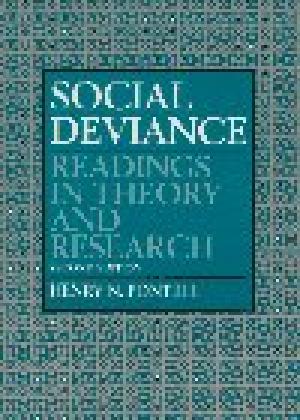 SOCIAL
DEVIANCE
READINGS
IN THEORY
AND
RESEARCH
HENRY N. PONTELL